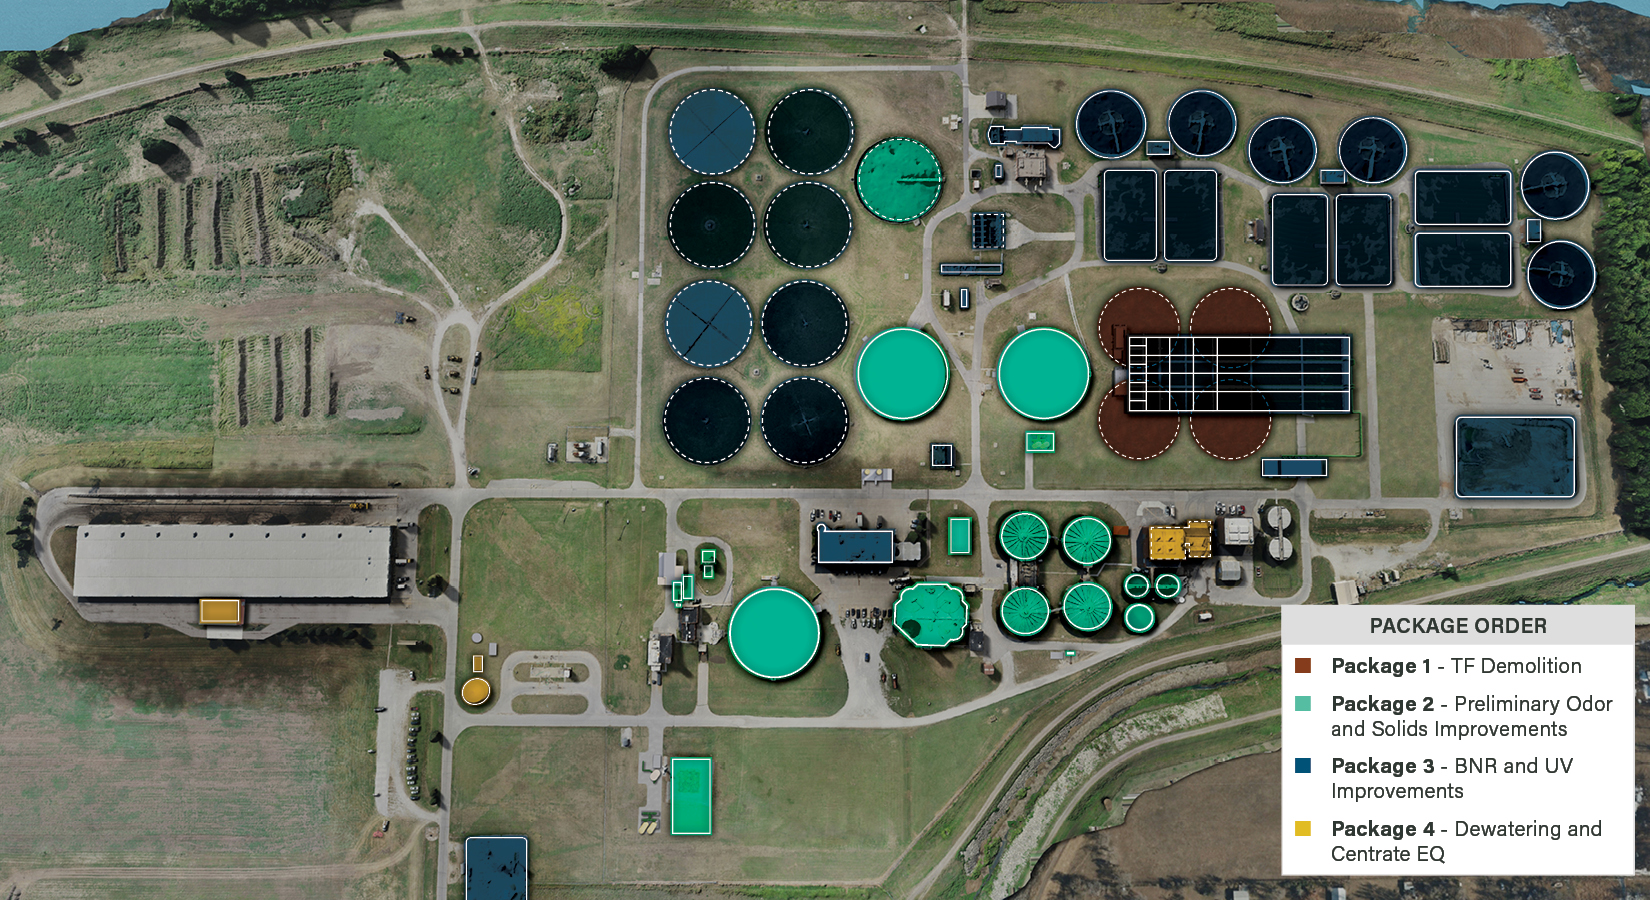 PACKAGE ORDER
Package 1 - TF Demolition
Package 2 - Preliminary Odor
and Solids Improvements
Package 3 - BNR and UV
Improvements
Package 4 - Dewatering and
Centrate EQ